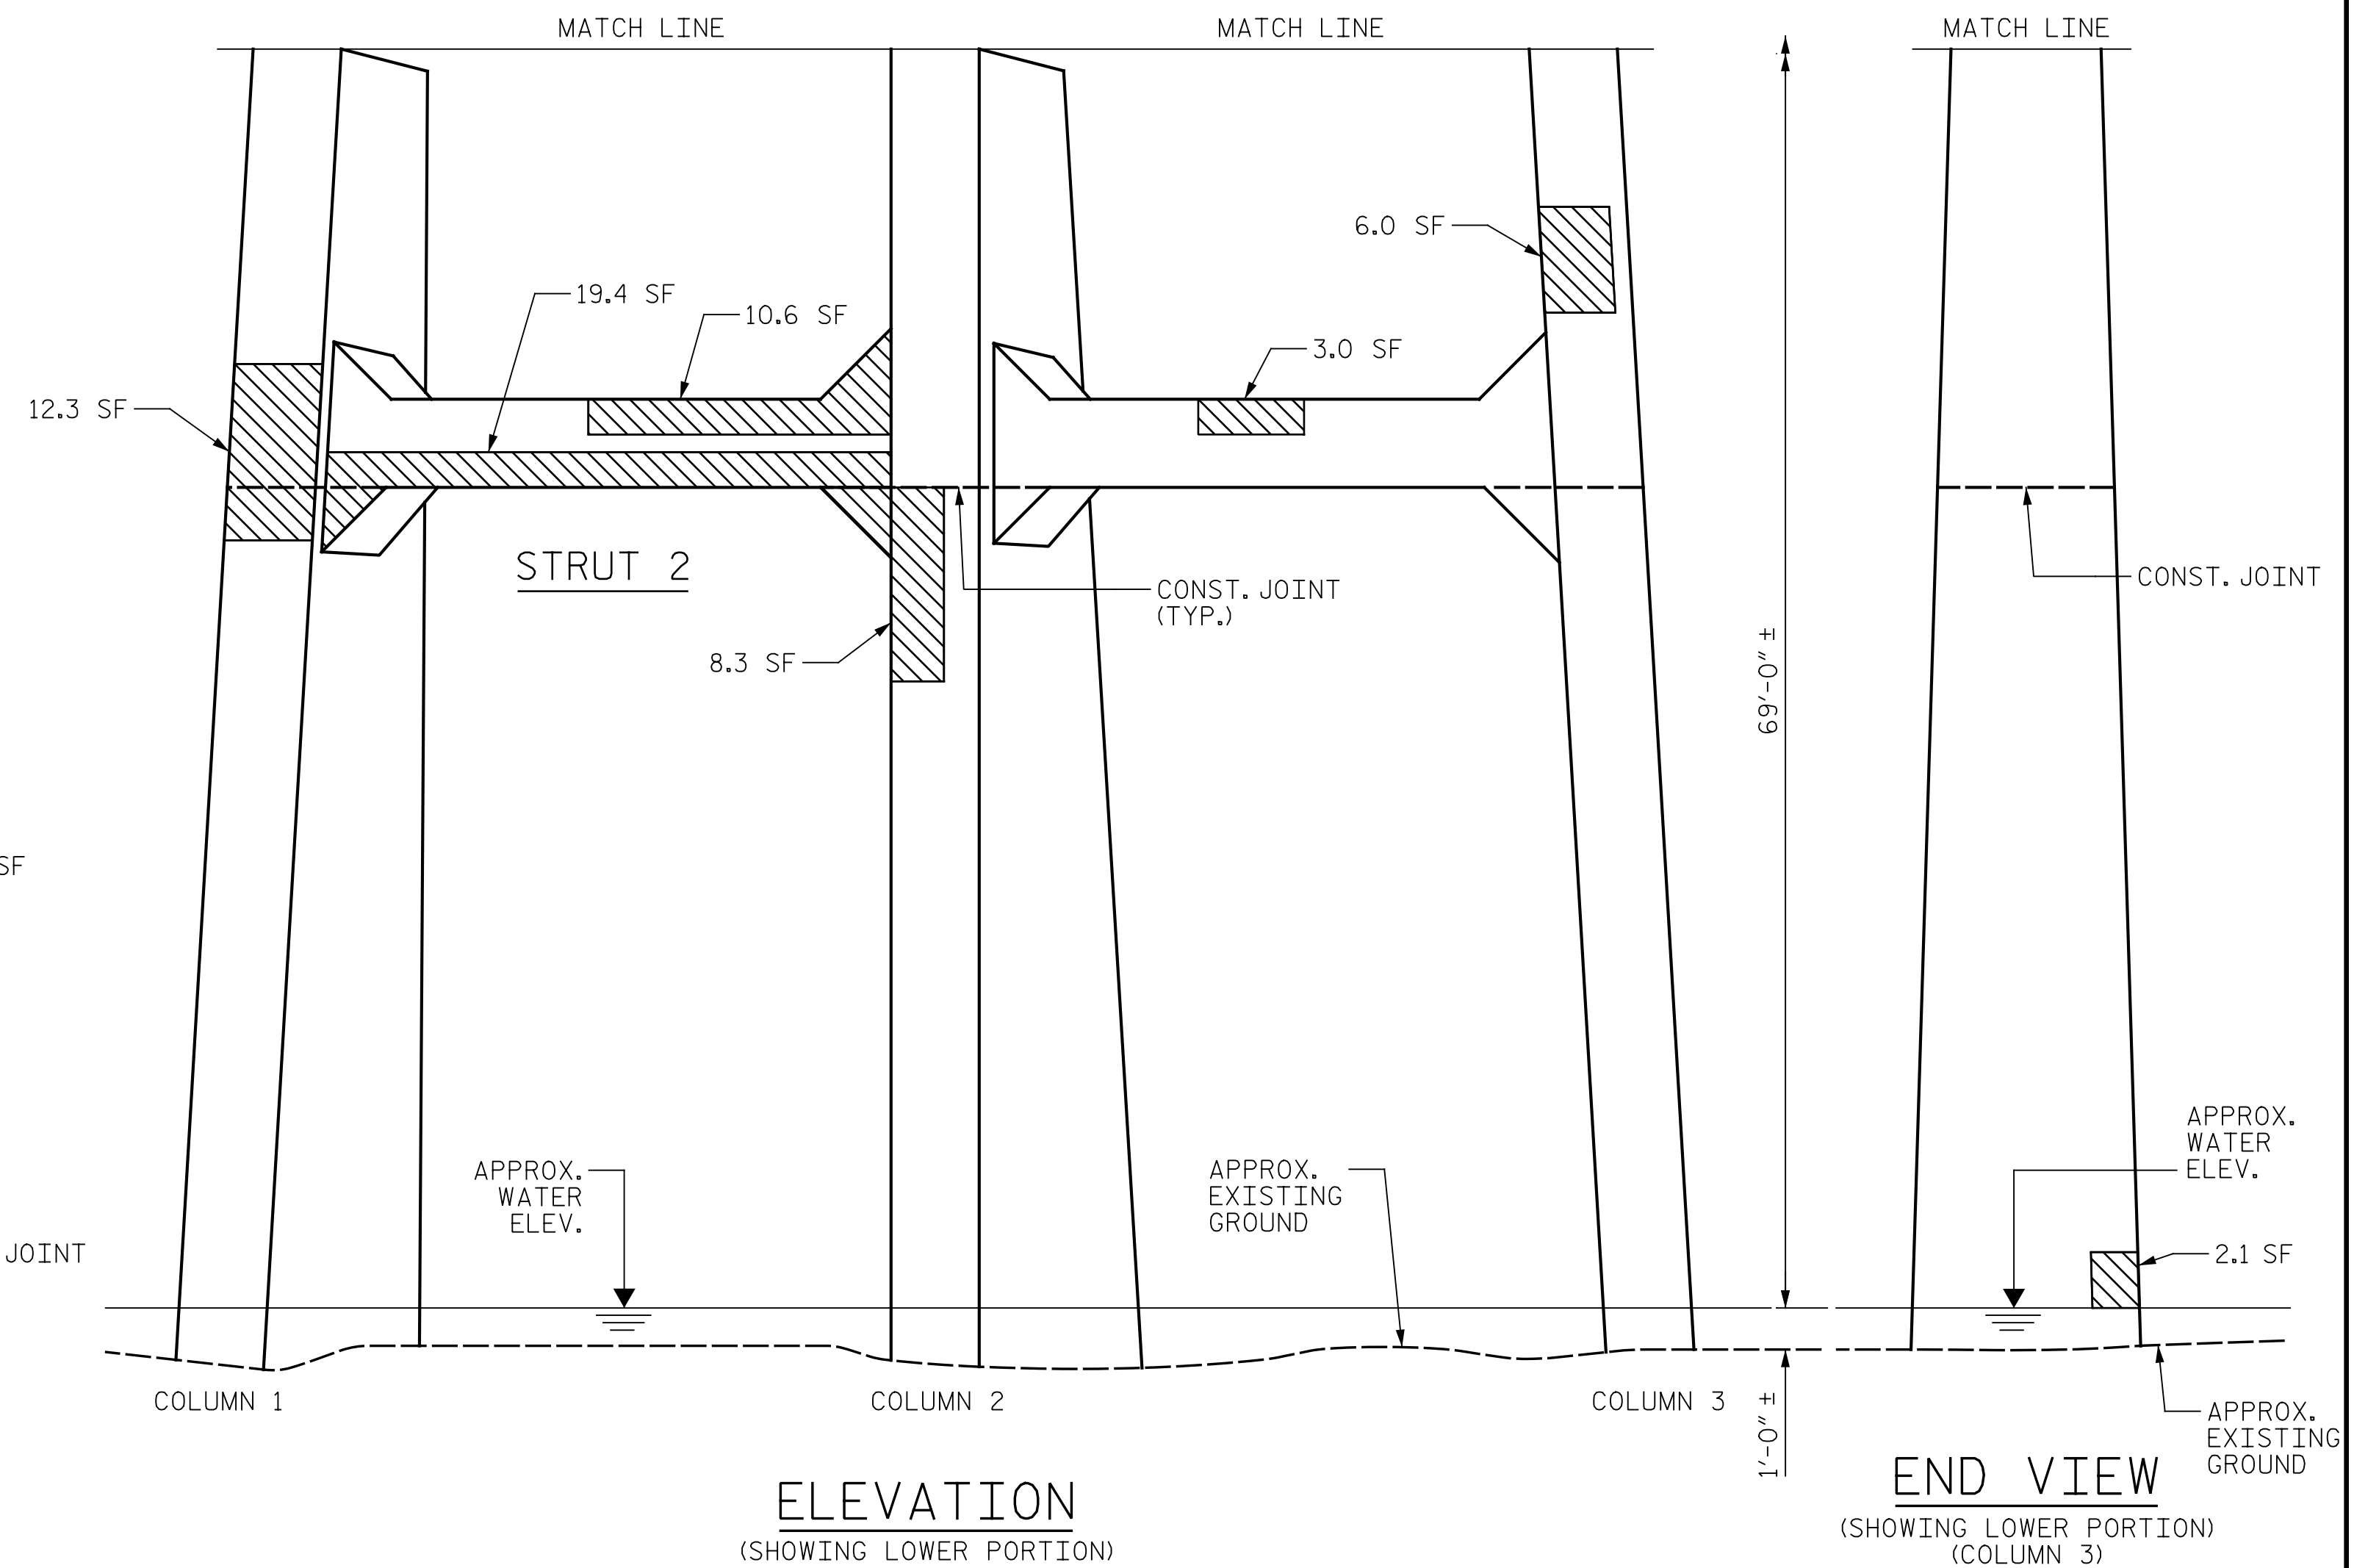 MATCH LINE
MATCH LINE
MATCH LINE
6.0 SF
19.4 SF
10.6 SF
3.0 SF
12.3 SF
STRUT 2
CONST. JOINT
(TYP.)
CONST. JOINT
8.3 SF
69'-0" ±
SF
APPROX.
WATER
ELEV.
APPROX.
EXISTING
GROUND
APPROX.
WATER
ELEV.
JOINT
2.1 SF
COLUMN 1
COLUMN 2
COLUMN 3
1'-0" ±
APPROX.
EXISTING
GROUND
ELEVATION
(SHOWING LOWER PORTION)
END VIEW
(SHOWING LOWER PORTION)
(COLUMN 3)